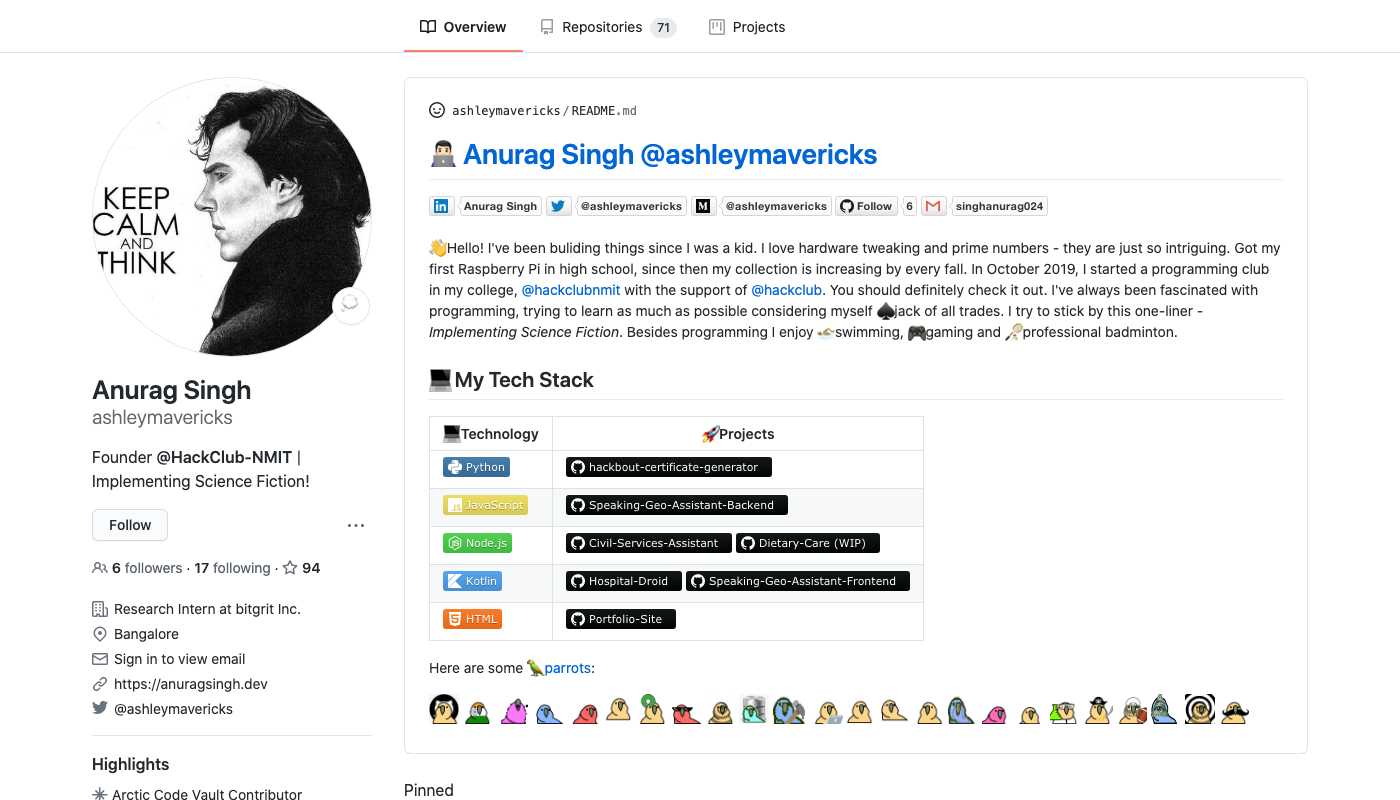 Overview
Repositories 71
Projects
KEEP
CALM
AND
THINK
Anurag Singh
ashleymavericks
Founder @HackClub-NMIT |
Implementing Science Fiction!
Follow
6 followers · 17 following · 94
Research Intern at bitgrit Inc.
Bangalore
Sign in to view email
https://anuragsingh.dev
@ashleymavericks
Highlights
Arctic Code Vault Contributor
ashleymavericks/README.md
Anurag Singh @ashleymavericks
in Anurag Singh @ashleymavericks M @ashleymavericks Follow 6 singhanurag024
Hello! I've been buliding things since I was a kid. I love hardware tweaking and prime numbers - they are just so intriguing. Got my
first Raspberry Pi in high school, since then my collection is increasing by every fall. In October 2019, I started a programming club
in my college, @hackclubnmit with the support of @hackclub. You should definitely check it out. I've always been fascinated with
programming, trying to learn as much as possible considering myself ♠jack of all trades. I try to stick by this one-liner -
Implementing Science Fiction. Besides programming I enjoy swimming, gaming and professional badminton.
My Tech Stack
Technology Projects
Python hackbout-certificate-generator
JS JavaScript Speaking-Geo-Assistant-Backend
Node.js Civil-Services-Assistant Dietary-Care (WIP)
Kotlin Hospital-Droid Speaking-Geo-Assistant-Frontend
HTML Portfolio-Site
Here are some parrots:
Pinned